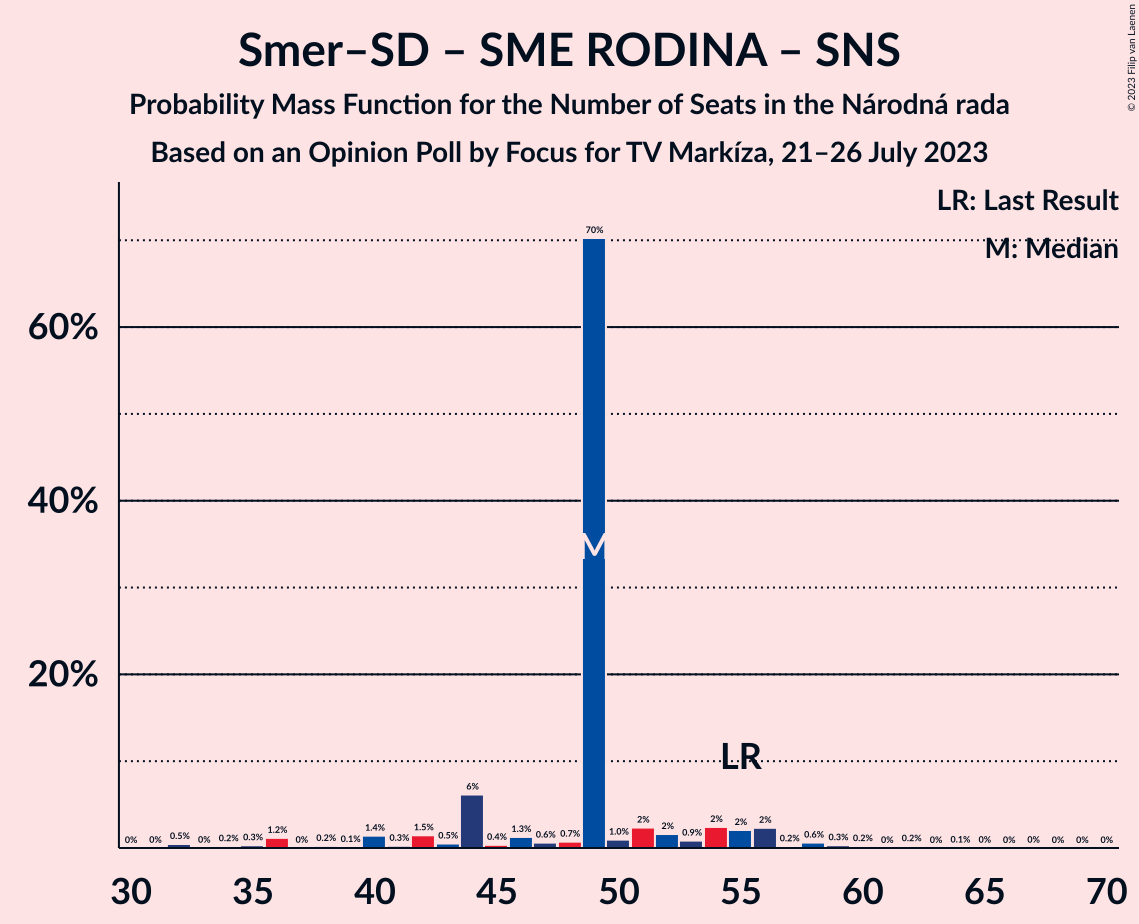 Smer–SD – SME RODINA – SNS
Probability Mass Function for the Number of Seats in the Národná rada
Based on an Opinion Poll by Focus for TV Markíza, 21–26 July 2023
© 2023 Filip van Laenen
LR: Last Result
M: Median
60%
40%
20%
0% 0% 0.5% 0% 0.2% 0.3% 1.2% 0% 0.2% 0.1% 1.4% 0.3% 1.5% 0.5% 6% 0.4% 1.3% 0.6% 0.7% 70% 1.0% 2% 2% 0.9% 2% 2% 2% 0.2% 0.6% 0.3% 0.2% 0% 0.2% 0% 0.1% 0% 0% 0% 0% 0% 0%
M
LR
30 35 40 45 50 55 60 65 70